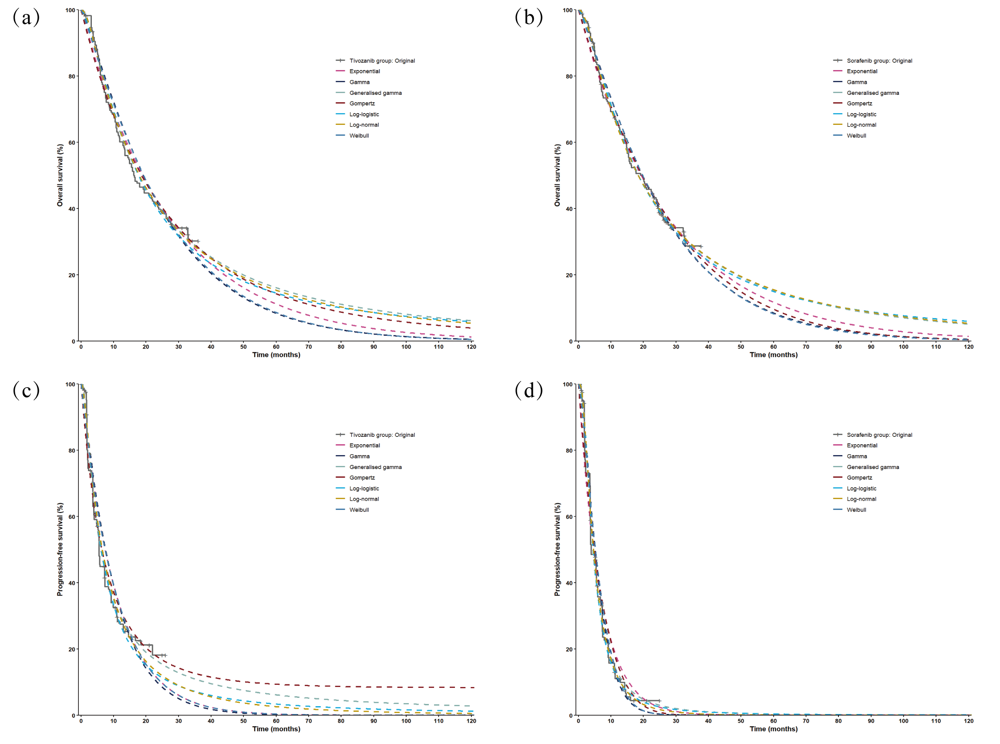 (a)
100
80
60
40
20
0
Overall survival (%)
Tivozanib group: Original
Exponential
Gamma
Generalised gamma
Gompertz
Log-logistic
Log-normal
Weibull
0 10 20 30 40 50 60 70 80 90 100 110 120
Time (months)
(b)
100
80
60
40
20
0
Overall survival (%)
Sorafenib group: Original
Exponential
Gamma
Generalised gamma
Gompertz
Log-logistic
Log-normal
Weibull
0 10 20 30 40 50 60 70 80 90 100 110 120
Time (months)
(c)
100
80
60
40
20
0
Progression-free survival (%)
Tivozanib group: Original
Exponential
Gamma
Generalised gamma
Gompertz
Log-logistic
Log-normal
Weibull
0 10 20 30 40 50 60 70 80 90 100 110 120
Time (months)
(d)
100
80
60
40
20
0
Progression-free survival (%)
Sorafenib group: Original
Exponential
Gamma
Generalised gamma
Gompertz
Log-logistic
Log-normal
Weibull
0 10 20 30 40 50 60 70 80 90 100 110 120
Time (months)